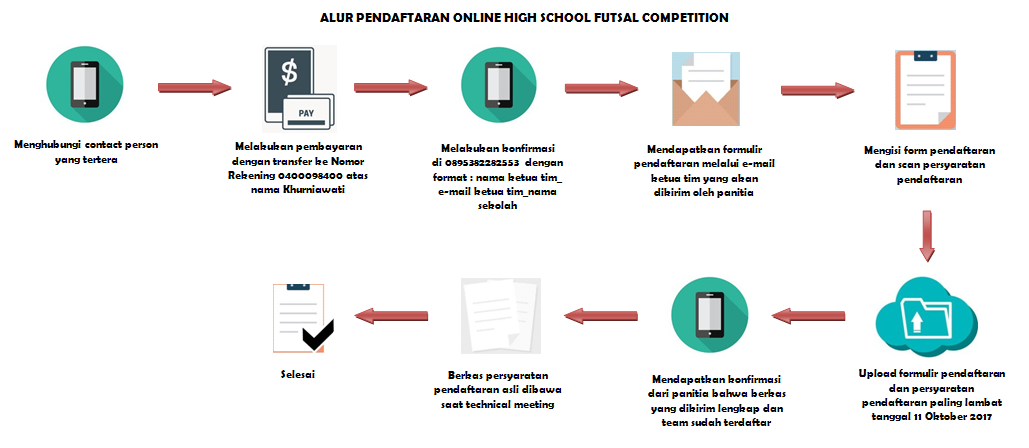 ALUR PENDAFTARAN ONLINE HIGH SCHOOL FUTSAL COMPETITION
$
PAY
Menghubungi contact person
yang tertera
Melakukan pembayaran
dengan transfer ke Nomor
Rekening 0400098400 atas
nama Khurniawati
Melakukan konfirmasi
di 0895382282553 dengan
format : nama ketua tim_
e-mail ketua tim_nama
sekolah
Mendapatkan formulir
pendaftaran melalui e-mail
ketua tim yang akan
dikirim oleh panitia
Mengisi form pendaftaran
dan scan persyaratan
pendaftaran
Upload formulir pendaftaran
dan persyaratan
pendaftaran paling lambat
tanggal 11 Oktober 2017
Mendapatkan konfirmasi
dari panitia bahwa berkas
yang dikirim lengkap dan
team sudah terdaftar
Berkas persyaratan
pendaftaran asli dibawa
saat technical meeting
Selesai